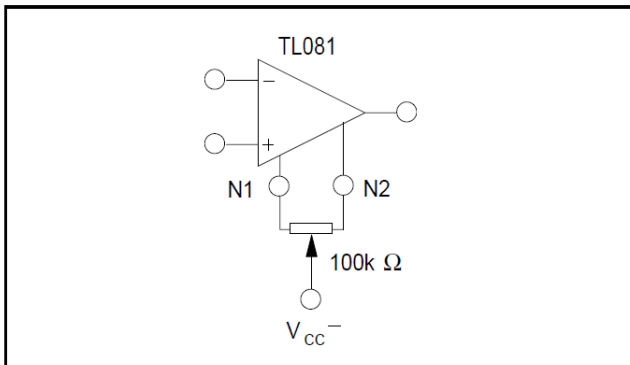 TL081
−
+
N1 N2
100k Ω
VCC−